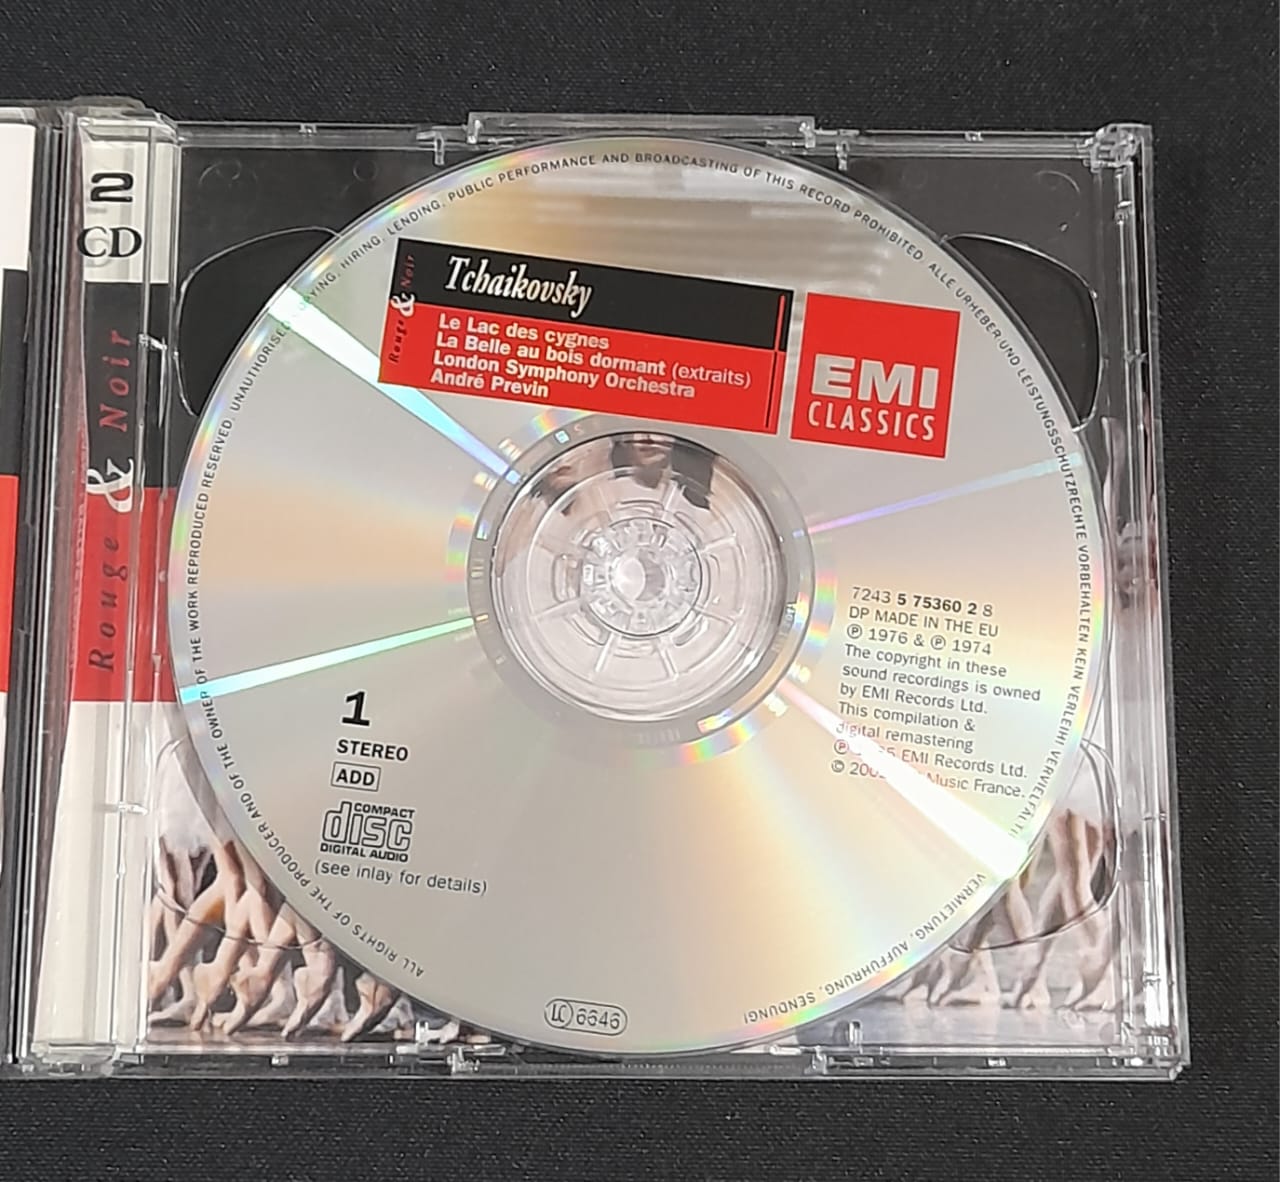 2
CD
Rouge & Noir
UNAUTHORISED COPYING, HIRING, LENDING, PUBLIC PERFORMANCE AND BROADCASTING OF THIS RECORD PROHIBITED. ALLE URHEBER-UND LEISTUNGSSCHUTZRECHTE VORBEHALTEN KEIN VERLEIH!
VERMIETUNG, AUFFÜHRUNG, SENDUNG!
ALL RIGHTS OF THE PRODUCER AND OF THE OWNER OF THE WORK REPRODUCED RESERVED.
Rouge & Noir
Tchaikovsky
Le Lac des cygnes
La Belle au bois dormant (extraits)
London Symphony Orchestra
André Previn
EMI
CLASSICS
7243 5 75360 2 8
DP MADE IN THE EU
℗ 1976 & ℗ 1974
The copyright in these
sound recordings is owned
by EMI Records Ltd.
This compilation &
digital remastering
℗ EMI Records Ltd.
© Music France.
1
STEREO
ADD
COMPACT
disc
DIGITAL AUDIO
(see inlay for details)
LC 6646